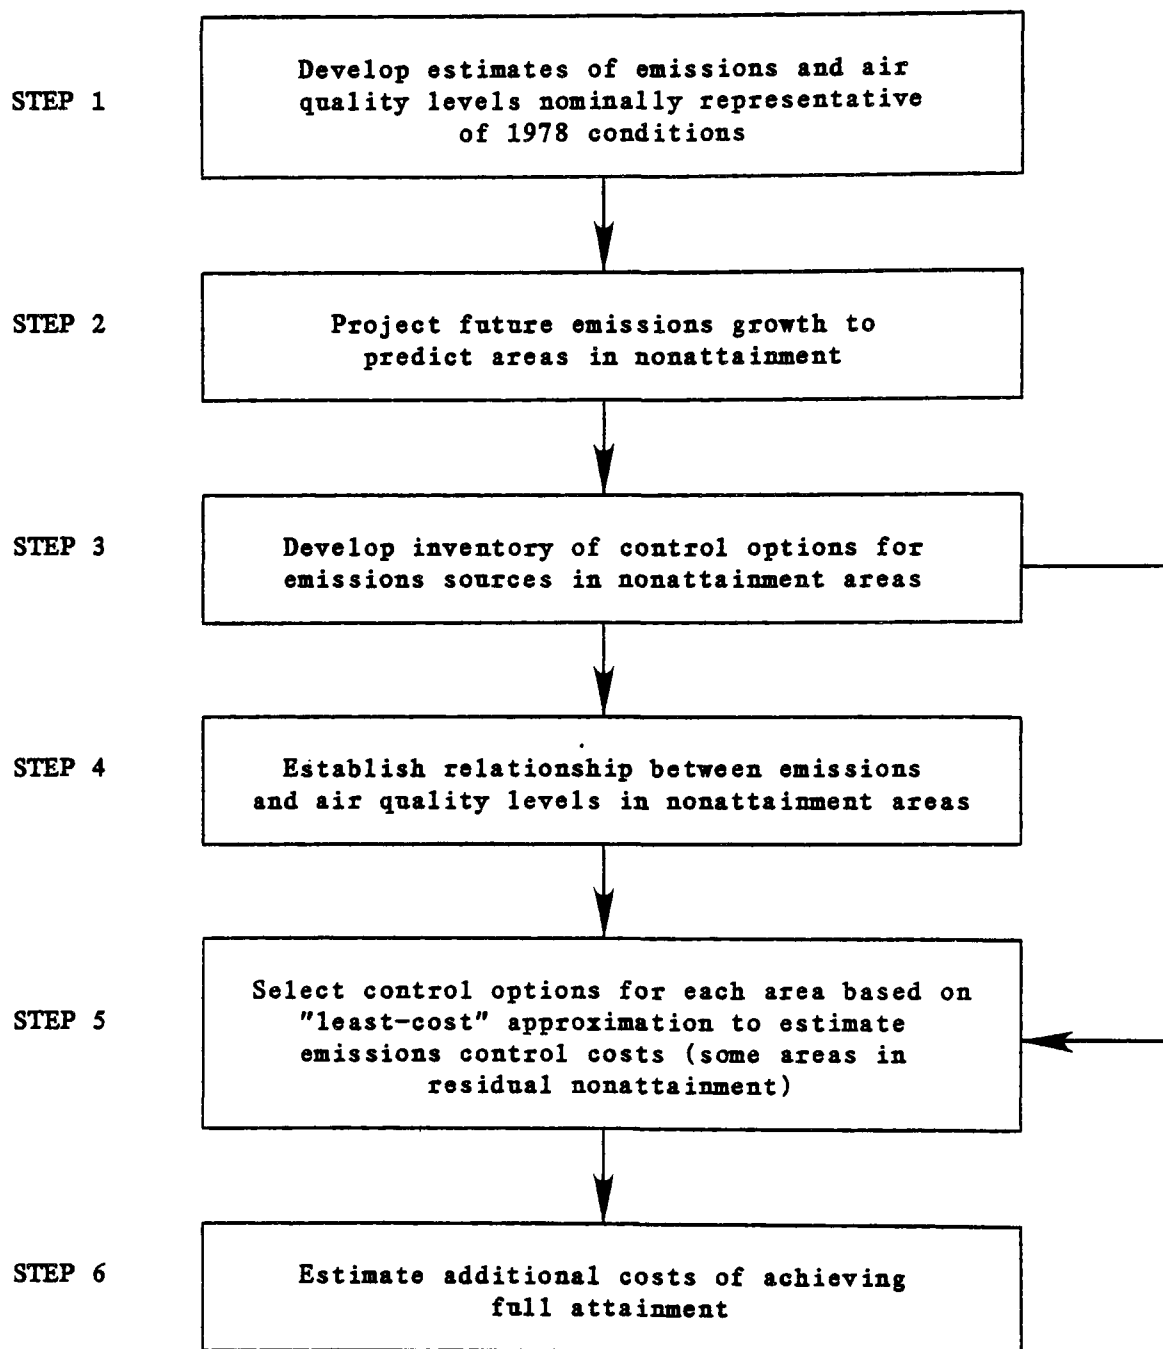 STEP 1
Develop estimates of emissions and air
quality levels nominally representative
of 1978 conditions
STEP 2
Project future emissions growth to
predict areas in nonattainment
STEP 3
Develop inventory of control options for
emissions sources in nonattainment areas
STEP 4
Establish relationship between emissions
and air quality levels in nonattainment areas
STEP 5
Select control options for each area based on
"least-cost" approximation to estimate
emissions control costs (some areas in
residual nonattainment)
STEP 6
Estimate additional costs of achieving
full attainment